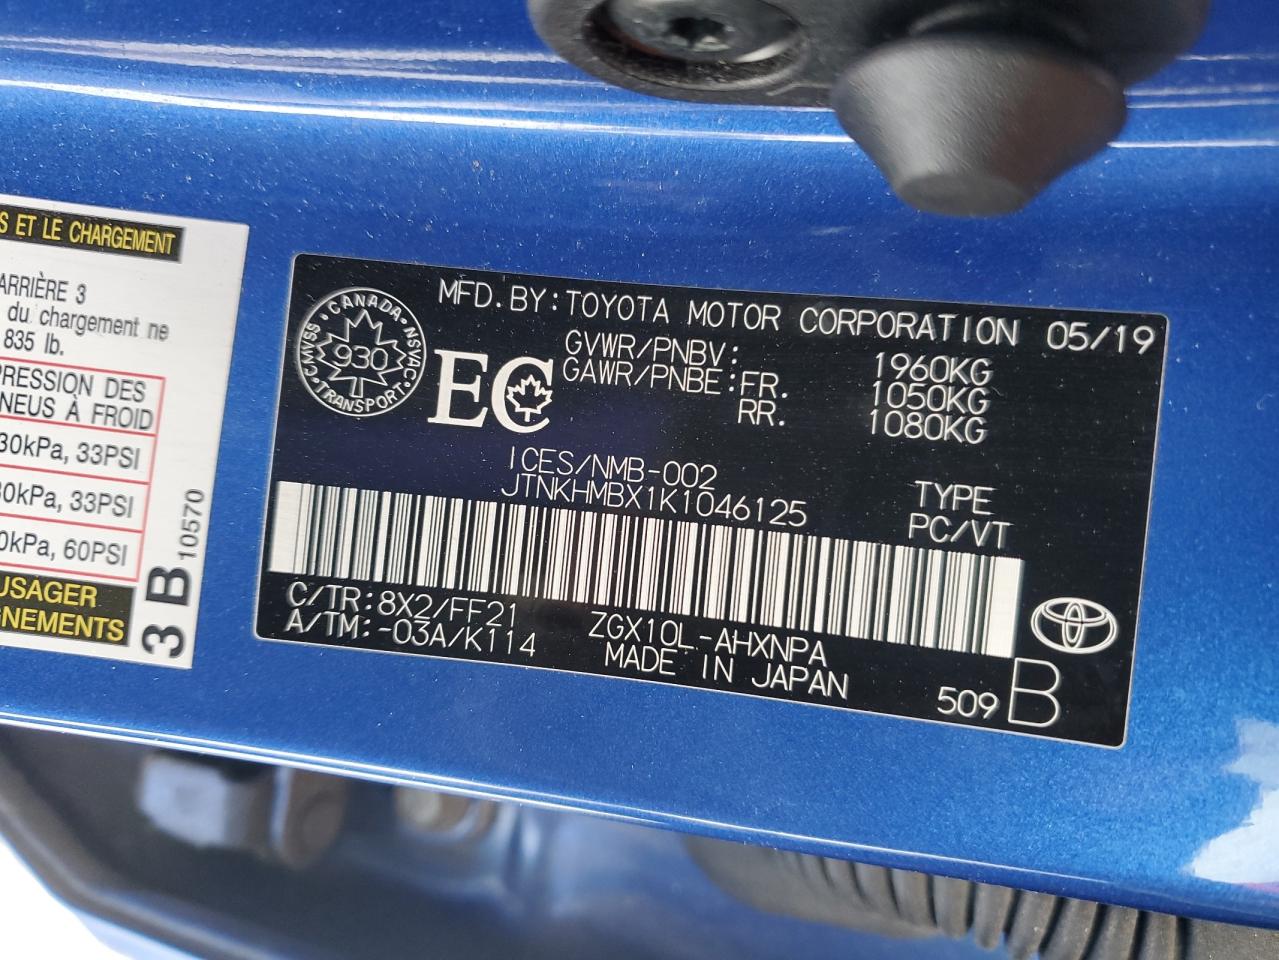 S ET LE CHARGEMENT
ARRIÈRE 3
du chargement ne
835 lb.
PRESSION DES
NEUS À FROID
30kPa, 33PSI
30kPa, 33PSI
0kPa, 60PSI
USAGER
GNEMENTS
3 B 10570
CANADA
CMVSS 930 NSVAC
TRANSPORT
EC
MFD. BY: TOYOTA MOTOR CORPORATION 05/19
GVWR/PNBV: 1960KG
GAWR/PNBE: FR. 1050KG
RR. 1080KG
ICES/NMB-002
JTNKHMBX1K1046125
TYPE
PC/VT
C/TR: 8X2/FF21 ZGX10L-AHXNPA
A/TM: -03A/K114 MADE IN JAPAN
509 B